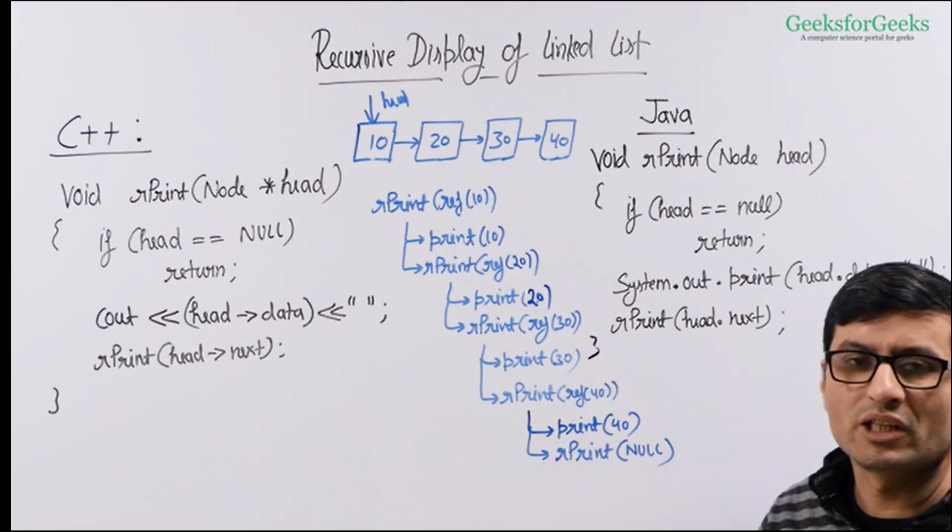 GeeksforGeeks
A computer science portal for geeks
Recursive Display of Linked List
C++ :
void rPrint(Node *head)
{
if (head == NULL)
return;
cout <<(head->data)<<" ";
rPrint(head->next);
}
head
10 20 30 40
rPrint(ref(10))
print(10)
rPrint(ref(20))
print(20)
rPrint(ref(30))
print(30)
rPrint(ref(40))
print(40)
rPrint(NULL)
Java
void rPrint(Node head)
{
if (head == null)
return;
System.out.print(head.data
rPrint(head.next);
}